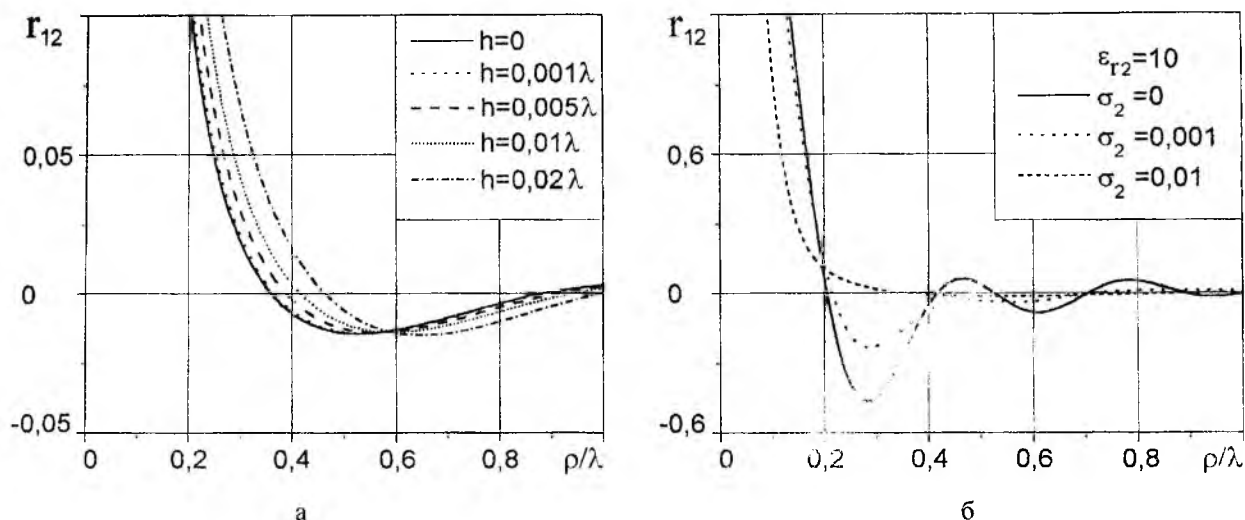 r12
h=0
h=0,001λ
h=0,005λ
h=0,01λ
h=0,02λ
0,05
0
-0,05
0 0,2 0,4 0,6 0,8 ρ/λ
а
r12
εr2=10
σ2=0
σ2=0,001
σ2=0,01
0,6
0
-0,6
0 0,2 0,4 0,6 0,8 ρ/λ
б